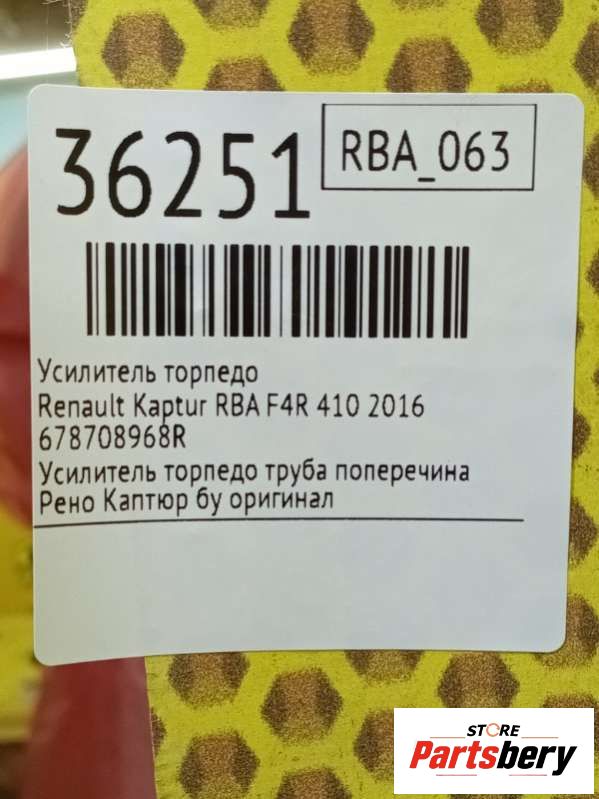 36251
RBA_063
Усилитель торпедо
Renault Kaptur RBA F4R 410 2016
678708968R
Усилитель торпедо труба поперечина
Рено Каптюр бу оригинал
STORE
Partsbery